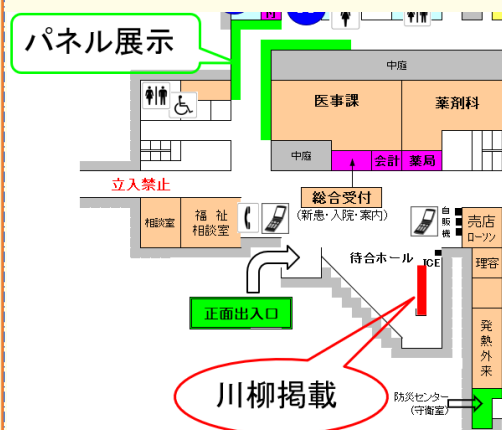 パネル展示
中庭
医事課
薬剤科
中庭
会計
薬局
立入禁止
総合受付
(新患・入院・案内)
相談室
福祉
相談室
自販機
売店
ローソン
待合ホール
ICE
理容
正面出入口
発熱外来
川柳掲載
防災センター
(守衛室)